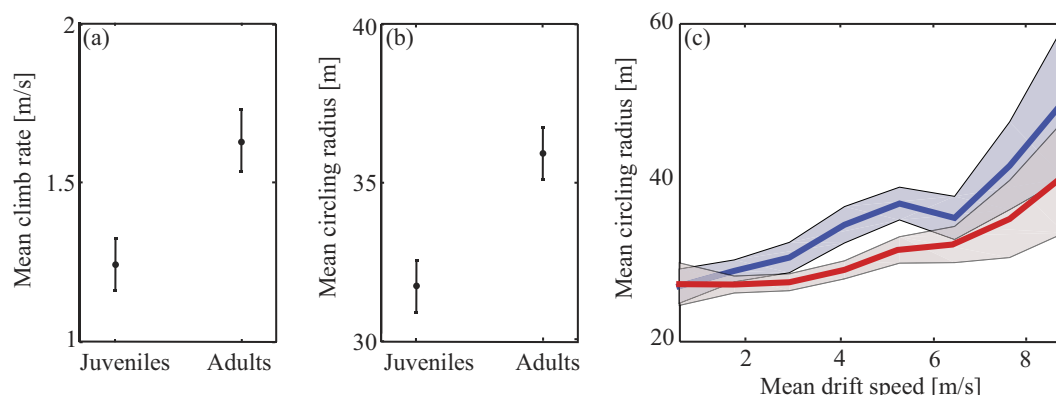 (a)
Mean climb rate [m/s]
2
1.5
1
Juveniles Adults
(b)
Mean circling radius [m]
40
35
30
Juveniles Adults
(c)
Mean circling radius [m]
60
40
20
2 4 6 8
Mean drift speed [m/s]